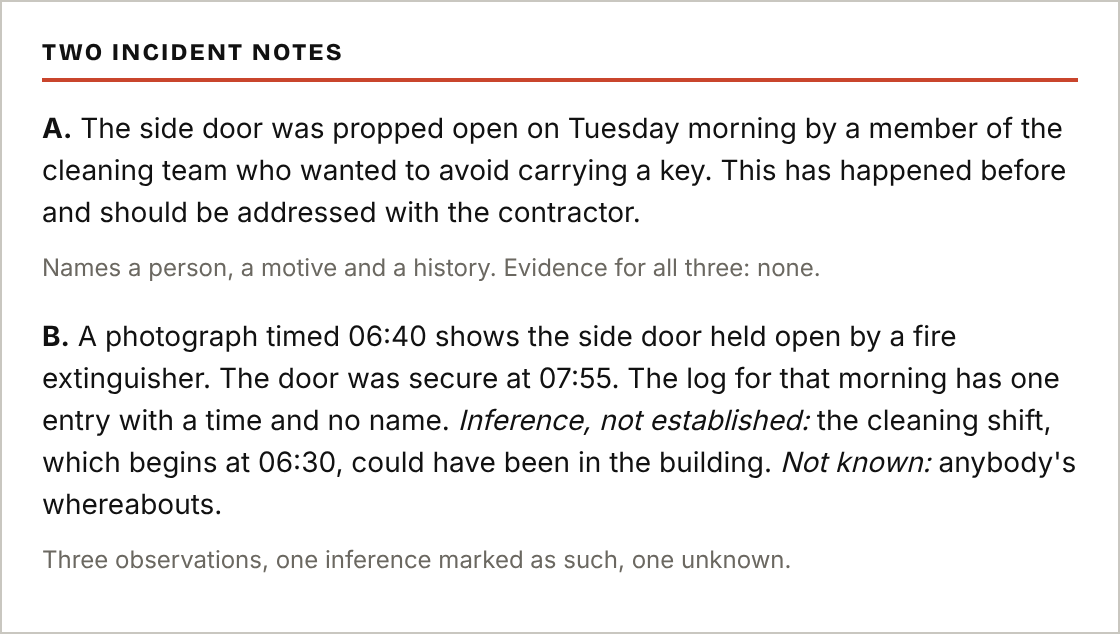 TWO INCIDENT NOTES
A. The side door was propped open on Tuesday morning by a member of the
cleaning team who wanted to avoid carrying a key. This has happened before
and should be addressed with the contractor.
Names a person, a motive and a history. Evidence for all three: none.
B. A photograph timed 06:40 shows the side door held open by a fire
extinguisher. The door was secure at 07:55. The log for that morning has one
entry with a time and no name. Inference, not established: the cleaning shift,
which begins at 06:30, could have been in the building. Not known: anybody's
whereabouts.
Three observations, one inference marked as such, one unknown.